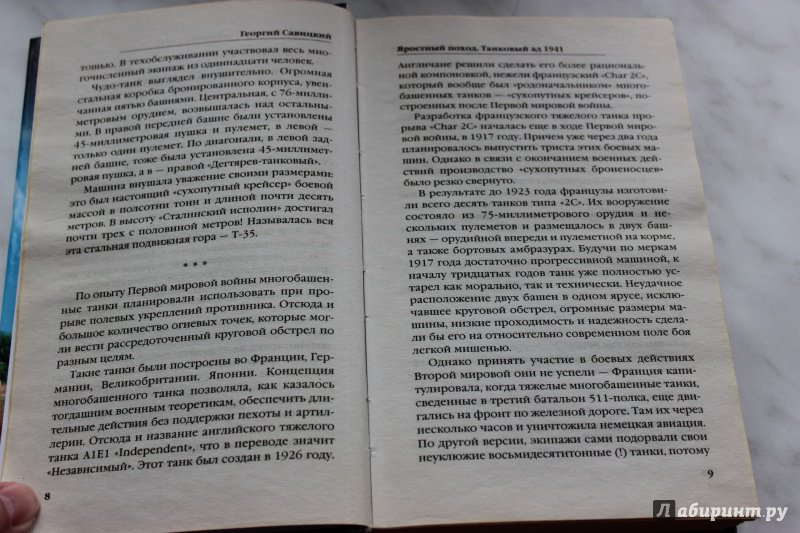 Георгий Савицкий
тошью. В техобслуживании участвовал весь мно-
гочисленный экипаж из одиннадцати человек.
Чудо-танк выглядел внушительно. Огромная
стальная коробка бронированного корпуса, увен-
чанная пятью башнями. Центральная, с 76-милли-
метровым орудием, возвышалась над остальны-
ми. В правой передней башне были установлены
45-миллиметровая пушка и пулемет, в левой —
только один пулемет. По диагонали, в левой зад-
ней башне, тоже была установлена 45-миллимет-
ровая пушка, а в — правой «Дегтярев-танковый».
Машина внушала уважение своими размерами:
это был настоящий «сухопутный крейсер» боевой
массой в полсотни тонн и длиной почти десять
метров. В высоту «Сталинский исполин» достигал
почти трех с половиной метров! Называлась вся
эта стальная подвижная гора — Т-35.
* * *
По опыту Первой мировой войны многобашен-
ные танки планировали использовать при про-
рыве полевых укреплений противника. Отсюда и
большое количество огневых точек, которые мог-
ли вести рассредоточенный круговой обстрел по
разным целям.
Такие танки были построены во Франции, Гер-
мании, Великобритании. Японии. Концепция
многобашенного танка позволяла, как казалось
тогдашним военным теоретикам, обеспечить дли-
тельные действия без поддержки пехоты и артил-
лерии. Отсюда и название английского тяжелого
танка A1E1 «Independent», что в переводе значит
«Независимый». Этот танк был создан в 1926 году.
8
Яростный поход. Танковый ад 1941
Англичане решили сделать его более рациональ-
ной компоновкой, нежели французский «Char 2C»,
который вообще был «родоначальником» много-
башенных танков — «сухопутных крейсеров», по-
строенных после Первой мировой войны.
Разработка французского тяжелого танка про-
рыва «Char 2C» началась еще в ходе Первой миро-
вой войны, в 1917 году. Причем уже через два года
планировалось выпустить триста этих боевых ма-
шин. Однако в связи с окончанием военных дей-
ствий производство «сухопутных броненосцев»
было резко свернуто.
В результате до 1923 года французы изготови-
ли всего десять танков типа «2С». Их вооружение
состояло из 75-миллиметрового орудия и не-
скольких пулеметов и размещалось в двух баш-
нях — орудийной впереди и пулеметной на корме,
а также бортовых амбразурах. Будучи по меркам
1917 года достаточно прогрессивной машиной, к
началу тридцатых годов танк уже полностью ус-
тарел как морально, так и технически. Неудачное
расположение двух башен в одном ярусе, исклю-
чавшее круговой обстрел, огромные размеры ма-
шины, низкие проходимость и надежность сдела-
ли бы его на относительно современном поле боя
легкой мишенью.
Однако принять участие в боевых действиях
Второй мировой они не успели — Франция капи-
тулировала, когда тяжелые многобашенные танки,
сведенные в третий батальон 511-полка, еще дви-
гались на фронт по железной дороге. Там их через
несколько часов и уничтожила немецкая авиация.
По другой версии, экипажи сами подорвали свои
неуклюжие восьмидесятитонные (!) танки, потому
9
Лабиринт.ру